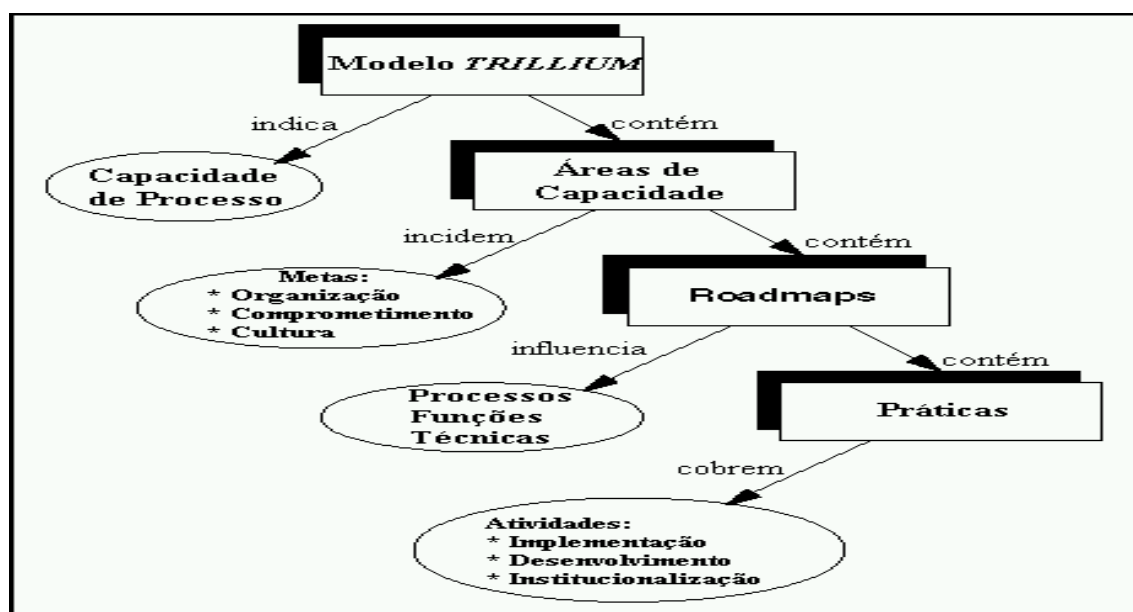 Modelo TRILLIUM
indica
contém
Capacidade
de Processo
Áreas de
Capacidade
incidem
contém
Metas:
* Organização
* Comprometimento
* Cultura
Roadmaps
influencia
contém
Processos
Funções
Técnicas
Práticas
cobrem
Atividades:
* Implementação
* Desenvolvimento
* Institucionalização